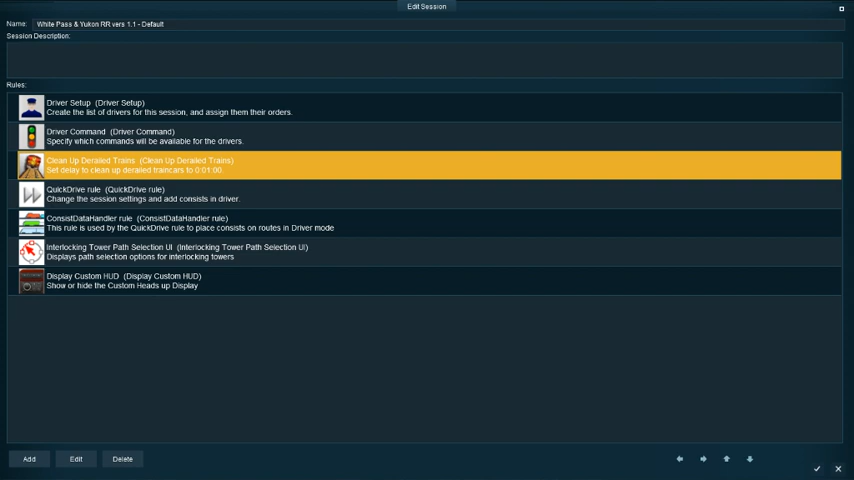 Edit Session
Name: White Pass & Yukon RR vers 1.1 - Default
Session Description:
Rules:
Driver Setup (Driver Setup)
Create the list of drivers for this session, and assign them their orders.
Driver Command (Driver Command)
Specify which commands will be available for the drivers.
Clean Up Derailed Trains (Clean Up Derailed Trains)
Set delay to clean up derailed traincars to 0:01:00.
QuickDrive rule (QuickDrive rule)
Change the session settings and add consists in driver.
ConsistDataHandler rule (ConsistDataHandler rule)
This rule is used by the QuickDrive rule to place consists on routes in Driver mode
Interlocking Tower Path Selection UI (Interlocking Tower Path Selection UI)
Displays path selection options for interlocking towers
Display Custom HUD (Display Custom HUD)
Show or hide the Custom Heads up Display
Add Edit Delete